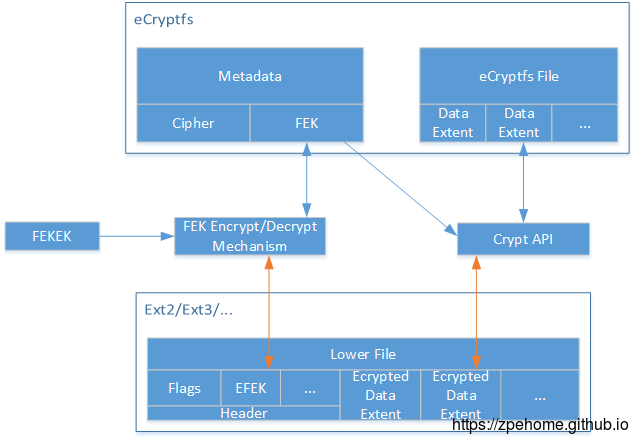 eCryptfs
Metadata
eCryptfs File
Cipher
FEK
Data
Extent
Data
Extent
...
FEKEK
FEK Encrypt/Decrypt
Mechanism
Crypt API
Ext2/Ext3/...
Lower File
Flags
EFEK
...
Header
Ecrypted
Data
Extent
Ecrypted
Data
Extent
...
https://zpehome.github.io